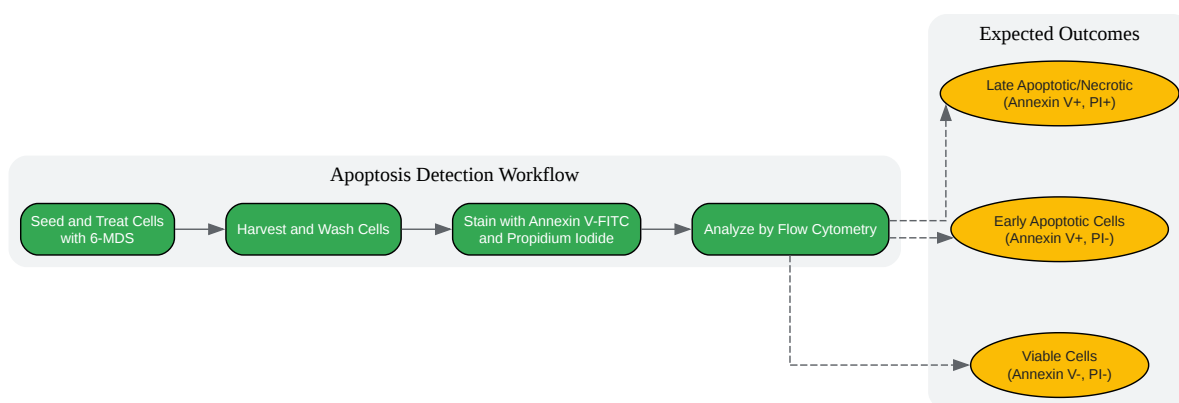 Expected Outcomes
Late Apoptotic/Necrotic
(Annexin V+, PI+)
Apoptosis Detection Workflow
Seed and Treat Cells
with 6-MDS
Harvest and Wash Cells
Stain with Annexin V-FITC
and Propidium Iodide
Analyze by Flow Cytometry
Early Apoptotic Cells
(Annexin V+, PI-)
Viable Cells
(Annexin V-, PI-)